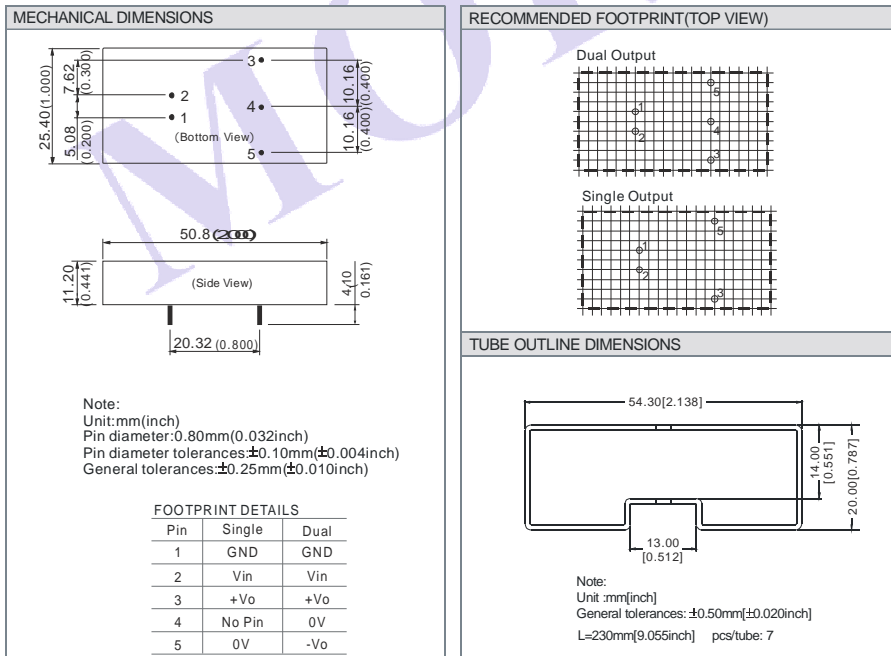 MECHANICAL DIMENSIONS
25.40(1.000)
7.62
(0.300)
5.08
(0.200)
3
2
4
1
(Bottom View)
5
10.16
(0.400)
10.16
(0.400)
50.8(2.00)
11.20
(0.441)
(Side View)
4.10
0.161)
20.32 (0.800)
Note:
Unit:mm(inch)
Pin diameter:0.80mm(0.032inch)
Pin diameter tolerances:±0.10mm(±0.004inch)
General tolerances:±0.25mm(±0.010inch)
FOOTPRINT DETAILS
Pin Single Dual
1 GND GND
2 Vin Vin
3 +Vo +Vo
4 No Pin 0V
5 0V -Vo
RECOMMENDED FOOTPRINT(TOP VIEW)
Dual Output
5
1
4
2
3
Single Output
5
1
2
3
TUBE OUTLINE DIMENSIONS
54.30[2.138]
14.00
[0.551]
20.00[0.787]
13.00
[0.512]
Note:
Unit :mm[inch]
General tolerances: ±0.50mm[±0.020inch]
L=230mm[9.055inch] pcs/tube: 7